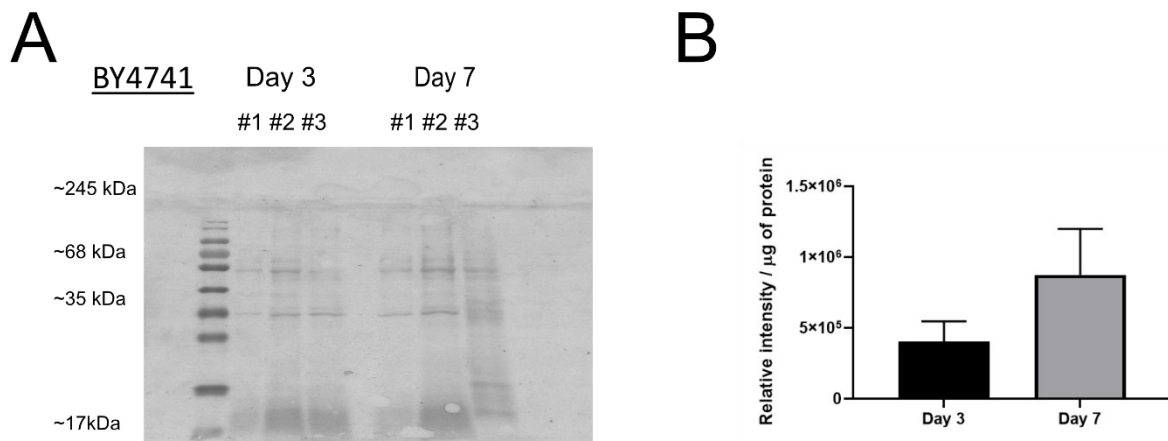 A
BY4741 Day 3 Day 7
#1 #2 #3 #1 #2 #3
~245 kDa
~68 kDa
~35 kDa
~17kDa
B
Relative intensity / µg of protein
1.5×10⁶
1×10⁶
5×10⁵
0
Day 3 Day 7